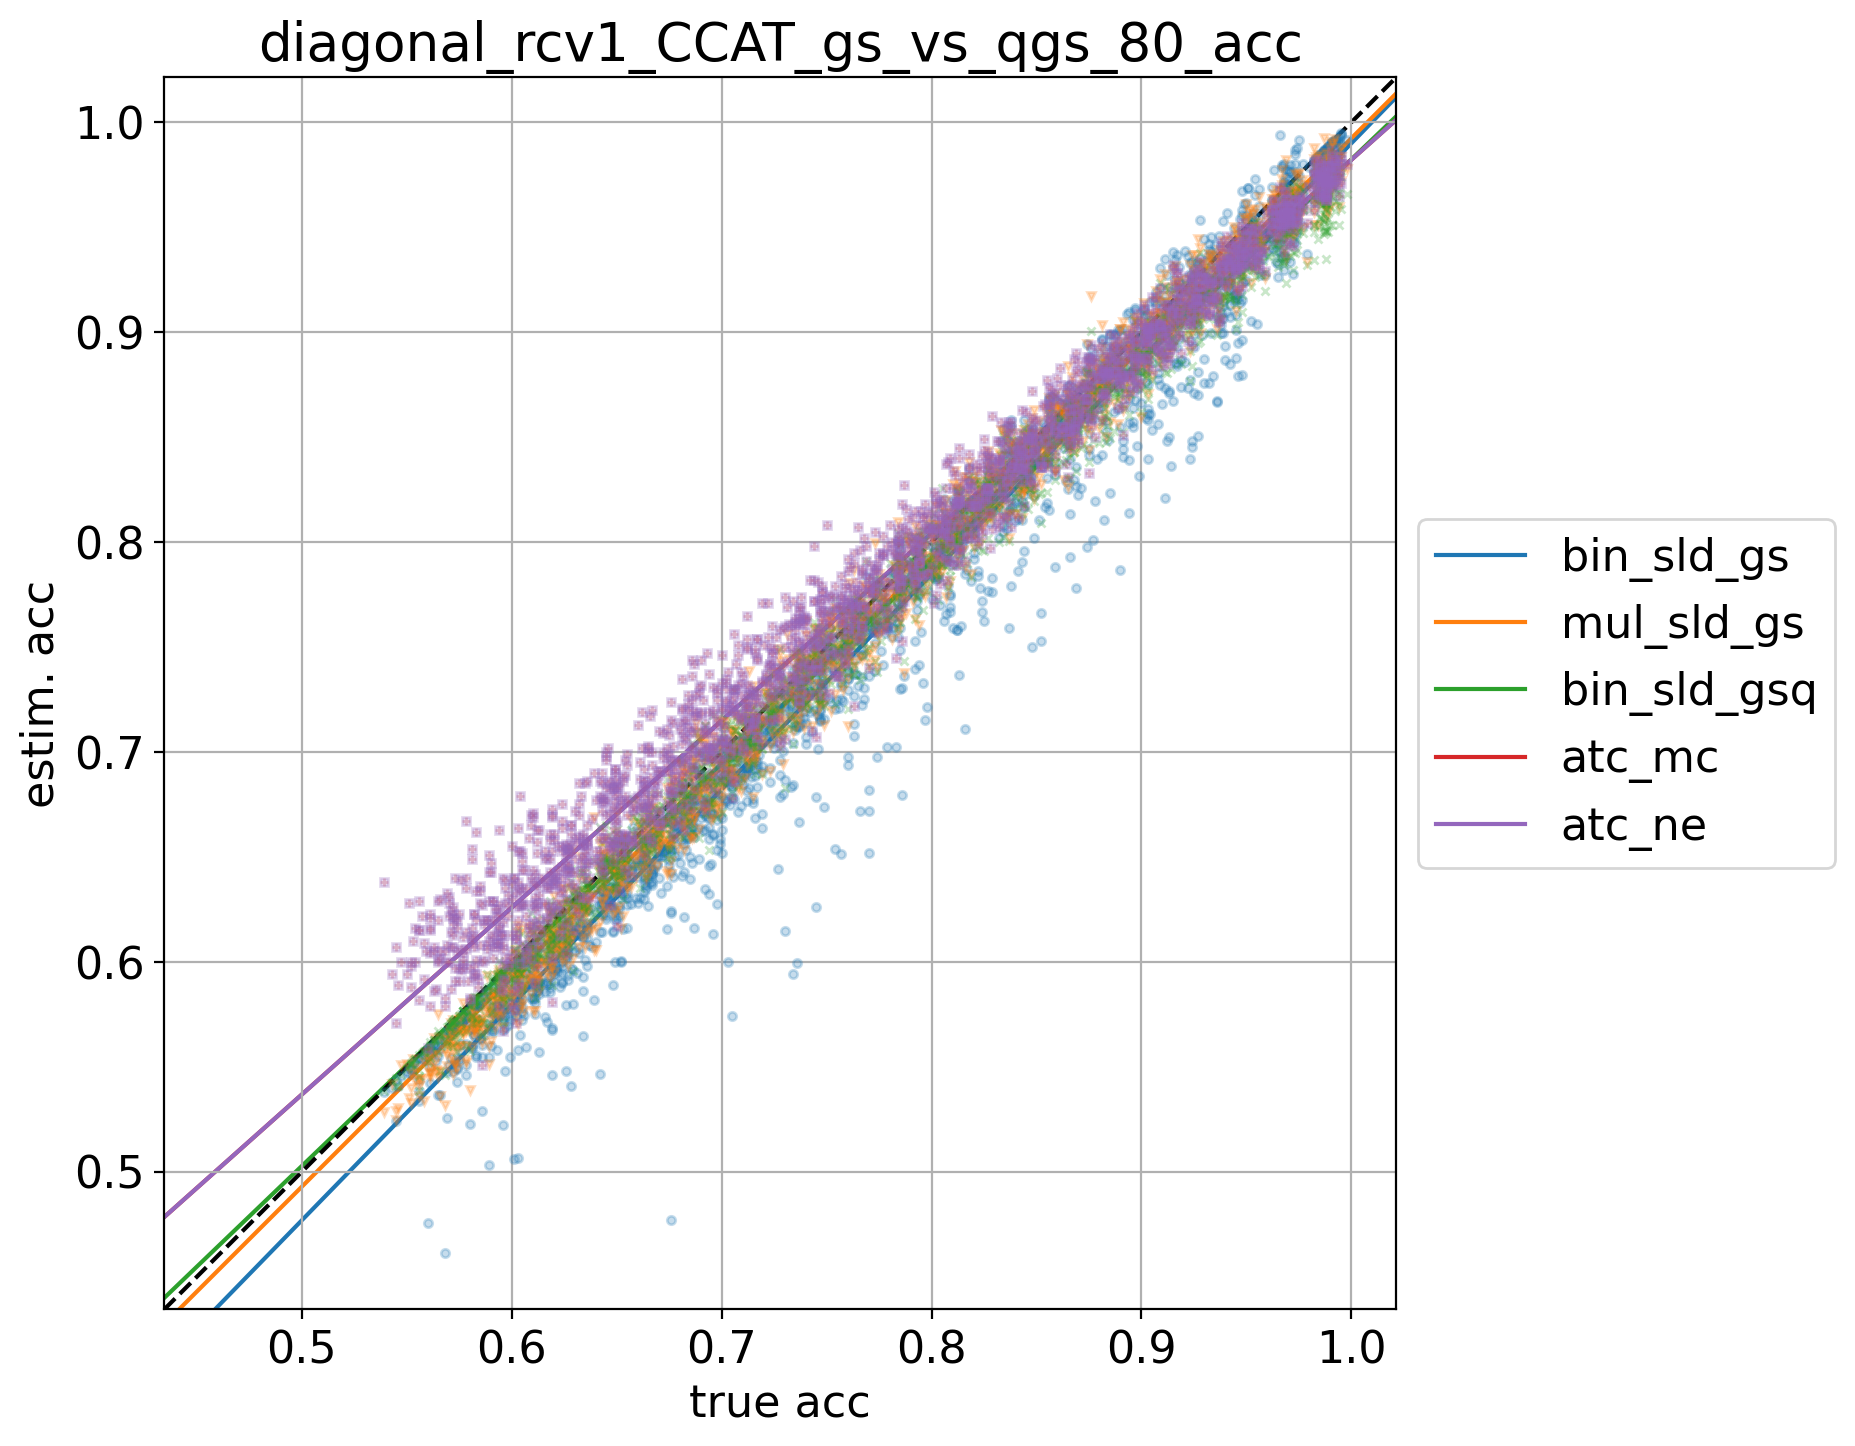 diagonal_rcv1_CCAT_gs_vs_qgs_80_acc
1.0
0.9
0.8
0.7
0.6
0.5
estim. acc
0.5 0.6 0.7 0.8 0.9 1.0
true acc
bin_sld_gs
mul_sld_gs
bin_sld_gsq
atc_mc
atc_ne